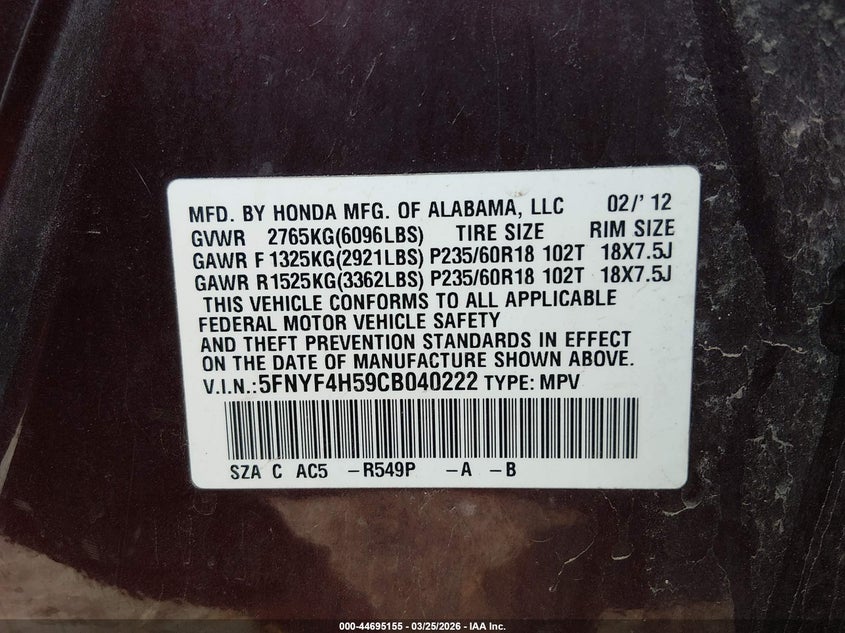 MFD. BY HONDA MFG. OF ALABAMA, LLC 02/' 12
GVWR 2765KG(6096LBS) TIRE SIZE RIM SIZE
GAWR F 1325KG(2921LBS) P235/60R18 102T 18X7.5J
GAWR R1525KG(3362LBS) P235/60R18 102T 18X7.5J
THIS VEHICLE CONFORMS TO ALL APPLICABLE
FEDERAL MOTOR VEHICLE SAFETY
AND THEFT PREVENTION STANDARDS IN EFFECT
ON THE DATE OF MANUFACTURE SHOWN ABOVE.
V.I.N.: 5FNYF4H59CB040222 TYPE: MPV
SZA C AC5 -R549P -A -B
000-44695155 - 03/25/2026 - IAA Inc.